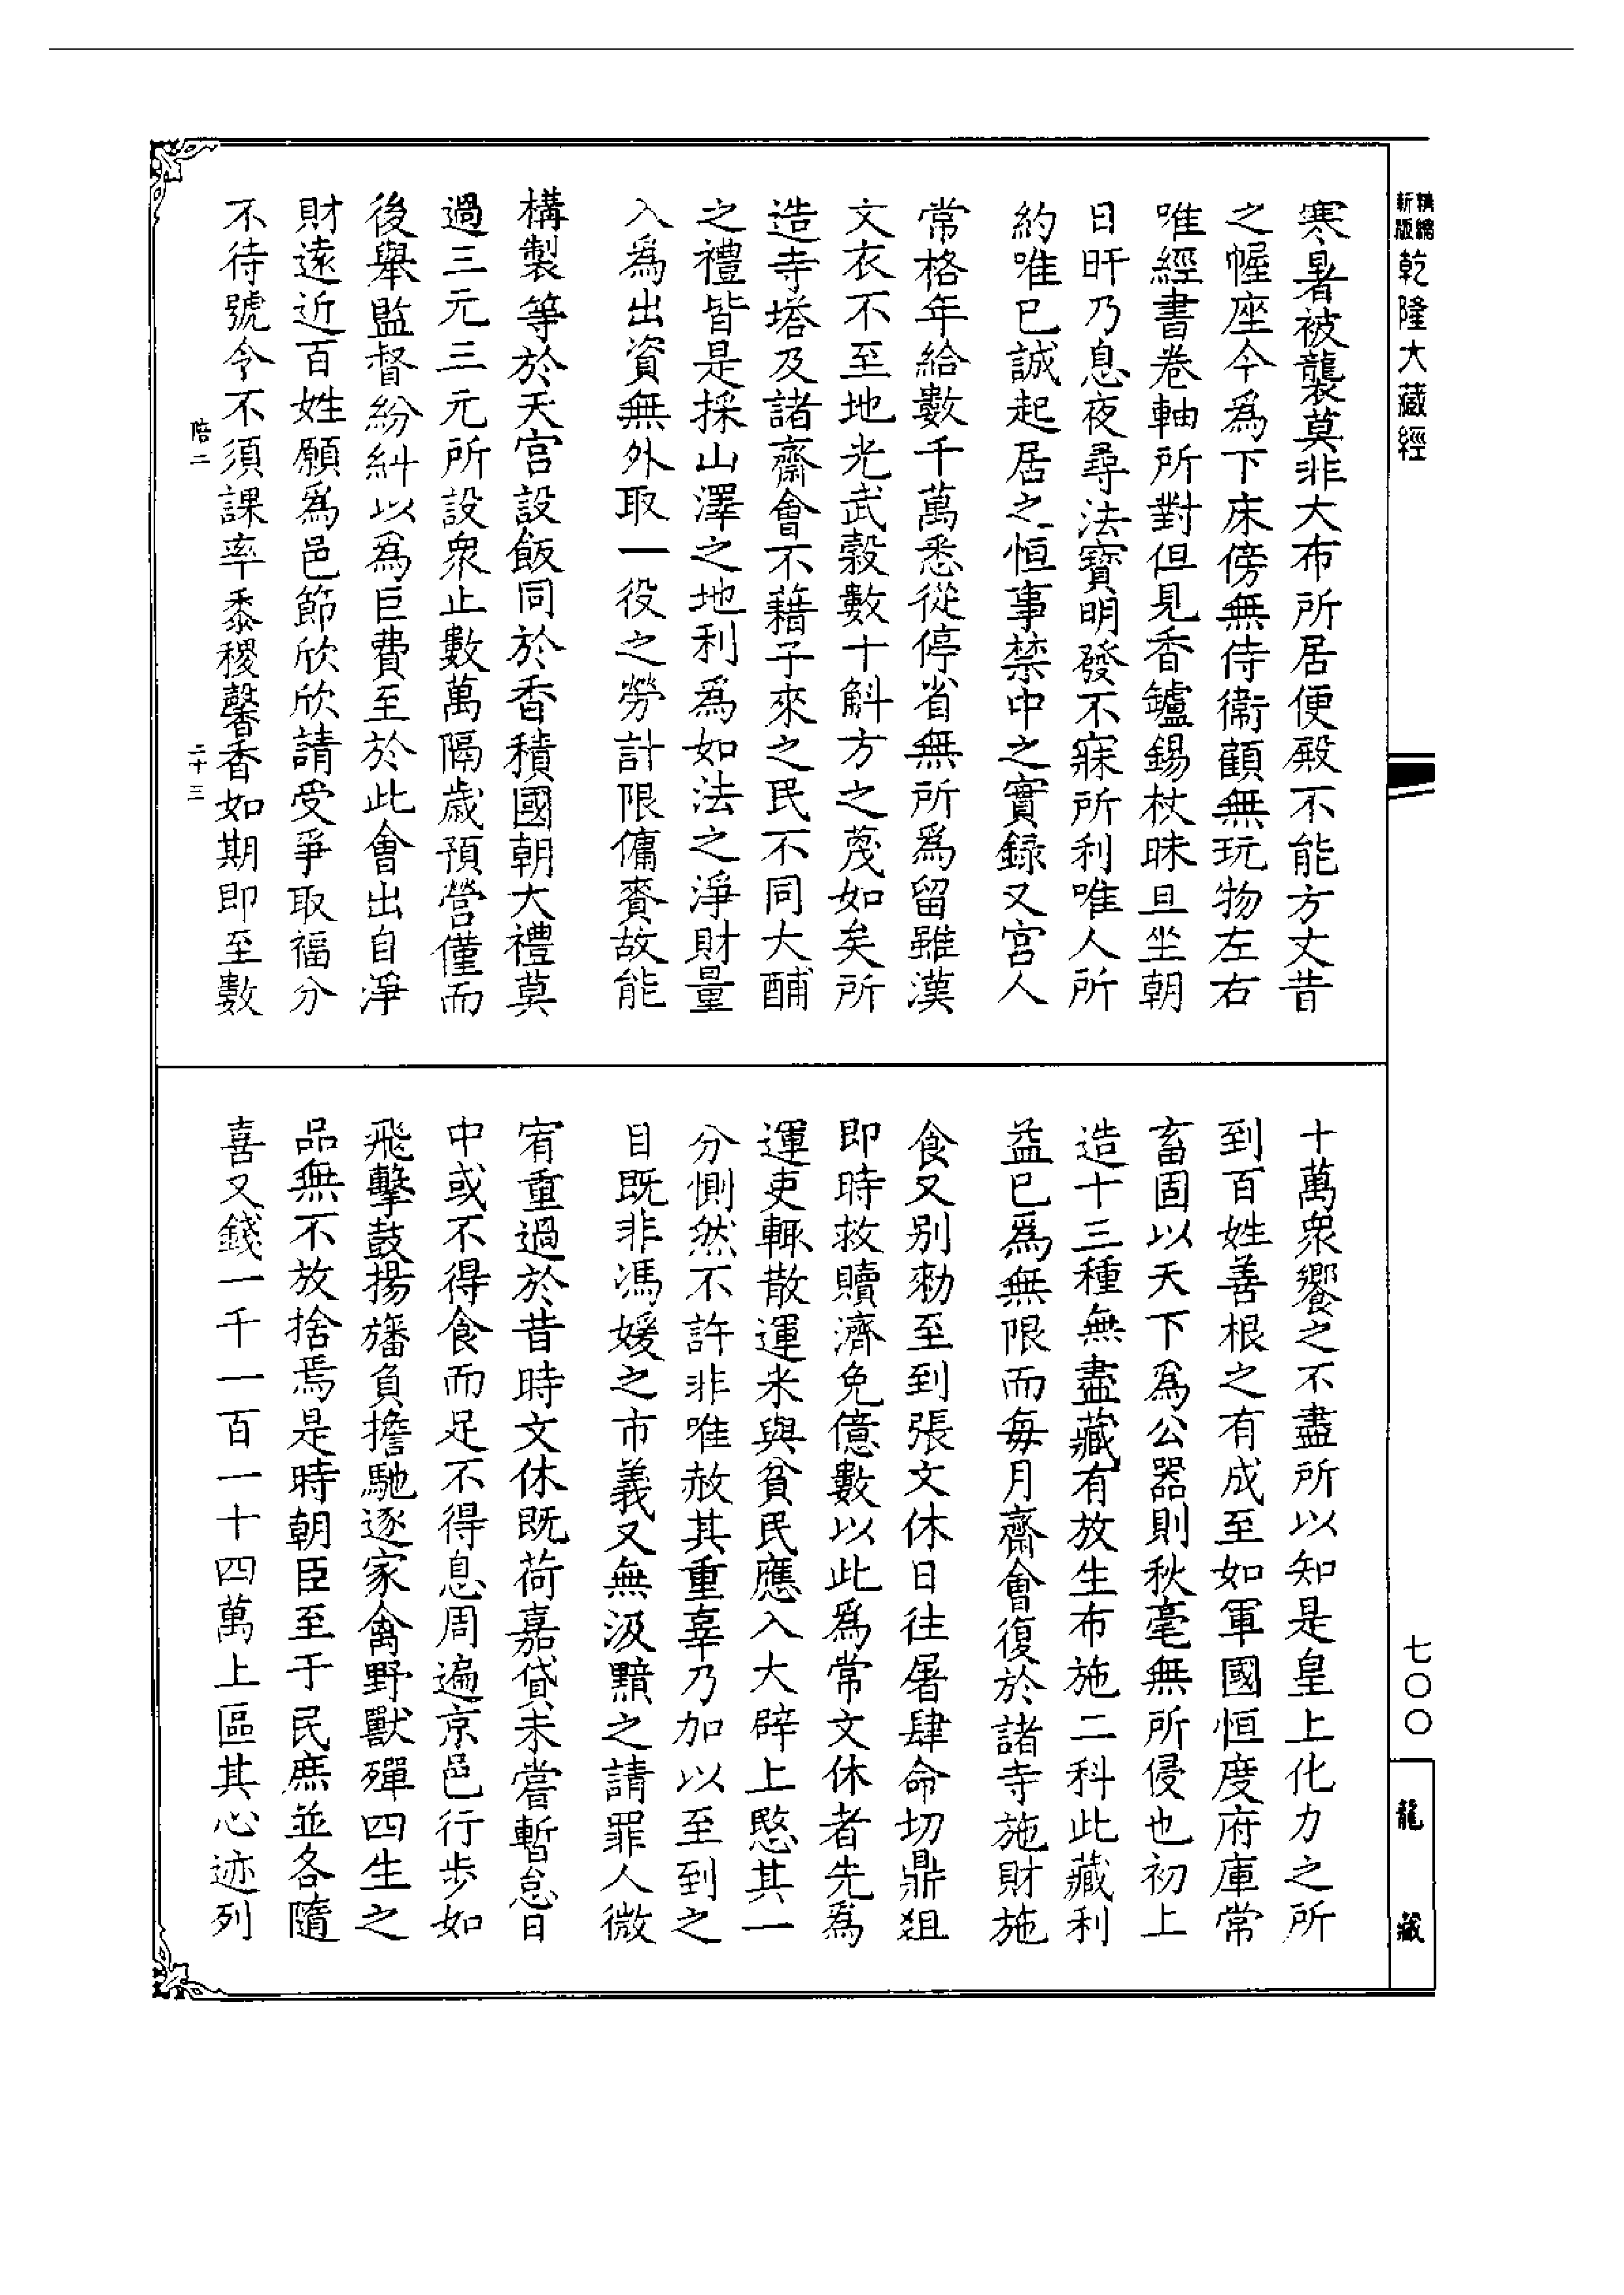 新版精編乾隆大藏經
寒暑被襲莫非大布所居便殿不能方丈昔
之幄座今爲下床傍無侍衞顧無玩物左右
唯經書卷軸所對但見香鑪錫杖昧旦坐朝
日旰乃息夜尋法寶明發不寐所利唯人所
約唯已誠起居之恒事禁中之實録又宮人
常格年給數千萬悉從停省無所爲留雖漢
文衣不至地光武穀數十斛方之茂如矣所
造寺塔及諸齋會不藉子來之民不同大酺
之禮皆是採山澤之地利爲如法之淨財量
入爲出資無外取一役之勞計限傭賚故能
構製等於天宮設飯同於香積國朝大禮莫
過三元三元所設衆止數萬隔歲預營僅而
後舉監督紛糾以爲巨費至於此會出自淨
財遠近百姓願爲邑節欣欣請受爭取福分
不待號令不須課率黍稷馨香如期即至數
陪二
二十三
十萬衆饗之不盡所以知是皇上化力之所
到百姓善根之有成至如軍國恒度府庫常
畜固以天下爲公器則秋毫無所侵也初上
造十三種無盡藏有放生布施二科此藏利
益已爲無限而每月齋會復於諸寺施財施
食又别勑至到張文休日往屠肆命切鼎俎
即時救贖濟免億數以此爲常文休者先爲
運吏輒散運米與貧民應入大辟上愍其一
分惻然不許非唯赦其重辜乃加以至到之
目既非馮媛之市義又無汲黯之請罪人微
宥重過於昔時文休既荷嘉貸未嘗暫怠日
中或不得食而足不得息周遍京邑行步如
飛擊鼓揚旛負擔馳逐家禽野獸殫四生之
品無不放捨焉是時朝臣至于民庶並各隨
喜又錢一千一百一十四萬上區其心迹列
七〇〇
龍藏